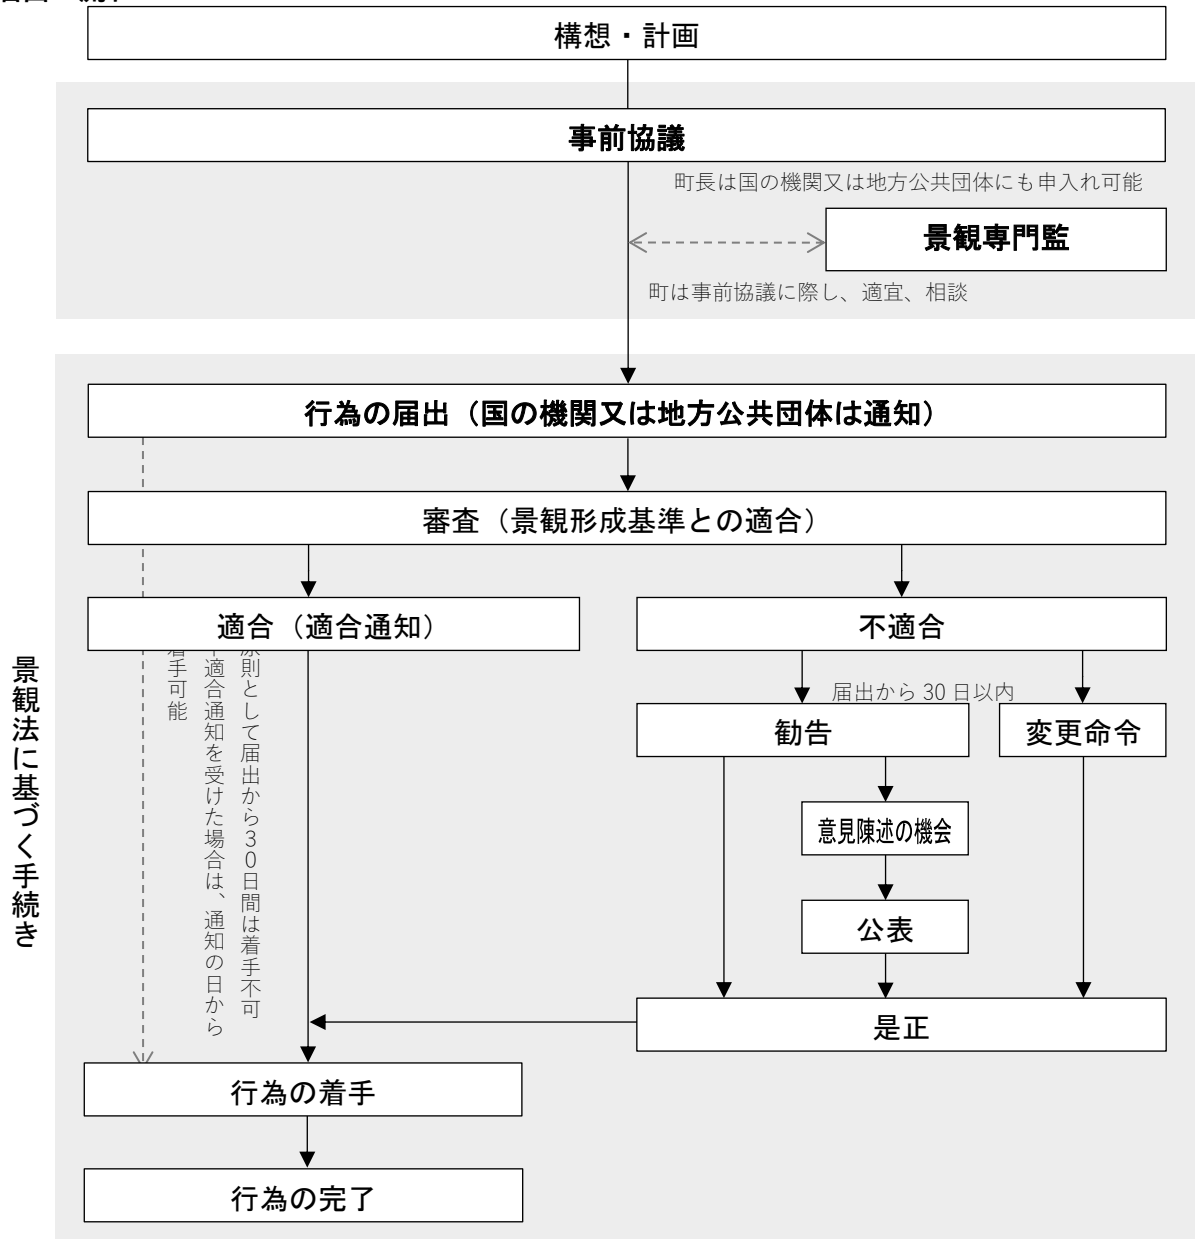 構想・計画
事前協議
町長は国の機関又は地方公共団体にも申入れ可能
景観専門監
町は事前協議に際し、適宜、相談
行為の届出（国の機関又は地方公共団体は通知）
審査（景観形成基準との適合）
適合（適合通知）
不適合
届出から 30 日以内
勧告
変更命令
意見陳述の機会
公表
是正
原則として届出から３０日間は着手不可
適合通知を受けた場合は、通知の日から
着手可能
行為の着手
行為の完了
景観法に基づく手続き